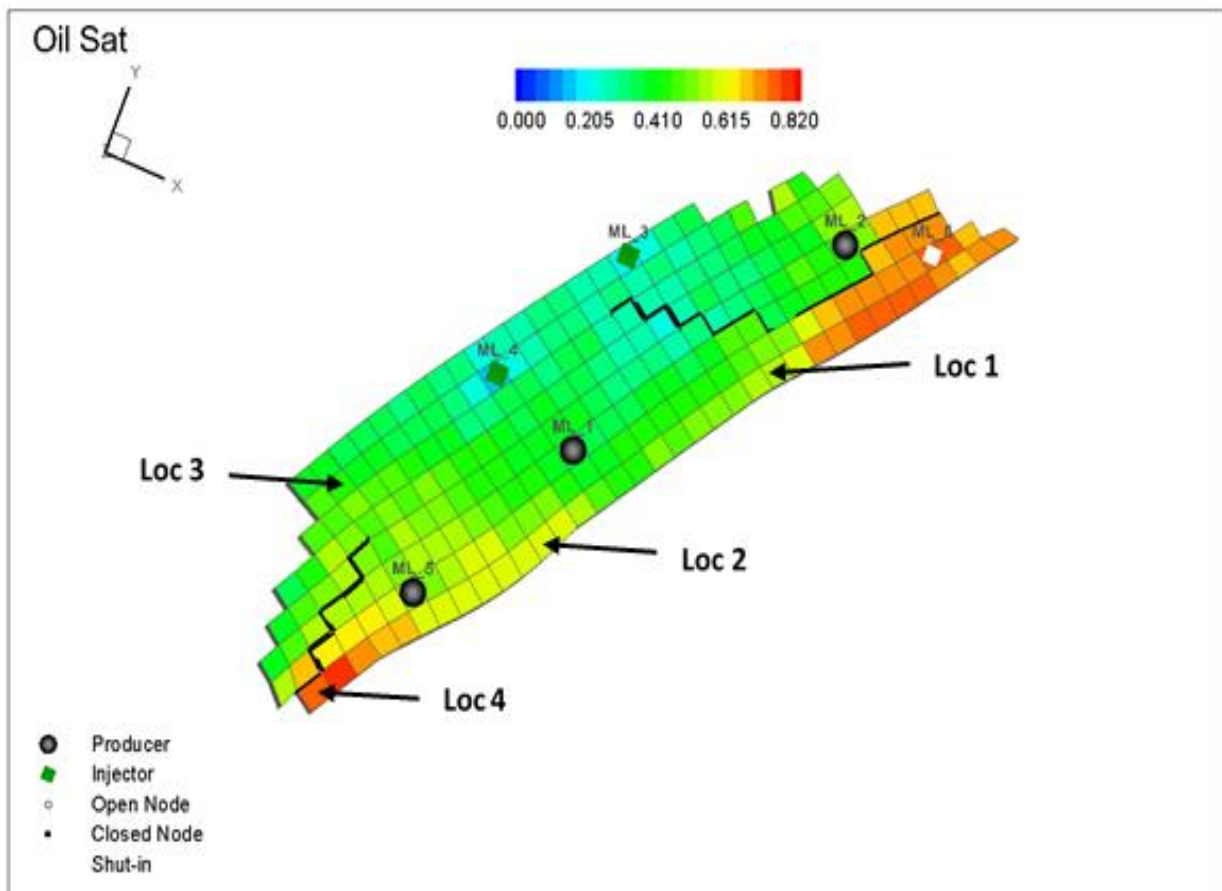 Oil Sat
Y
X
0.000 0.205 0.410 0.615 0.820
ML_3
ML_2
ML_4
Loc 1
ML_1
Loc 3
Loc 2
ML_5
Loc 4
Producer
Injector
Open Node
Closed Node
Shut-in